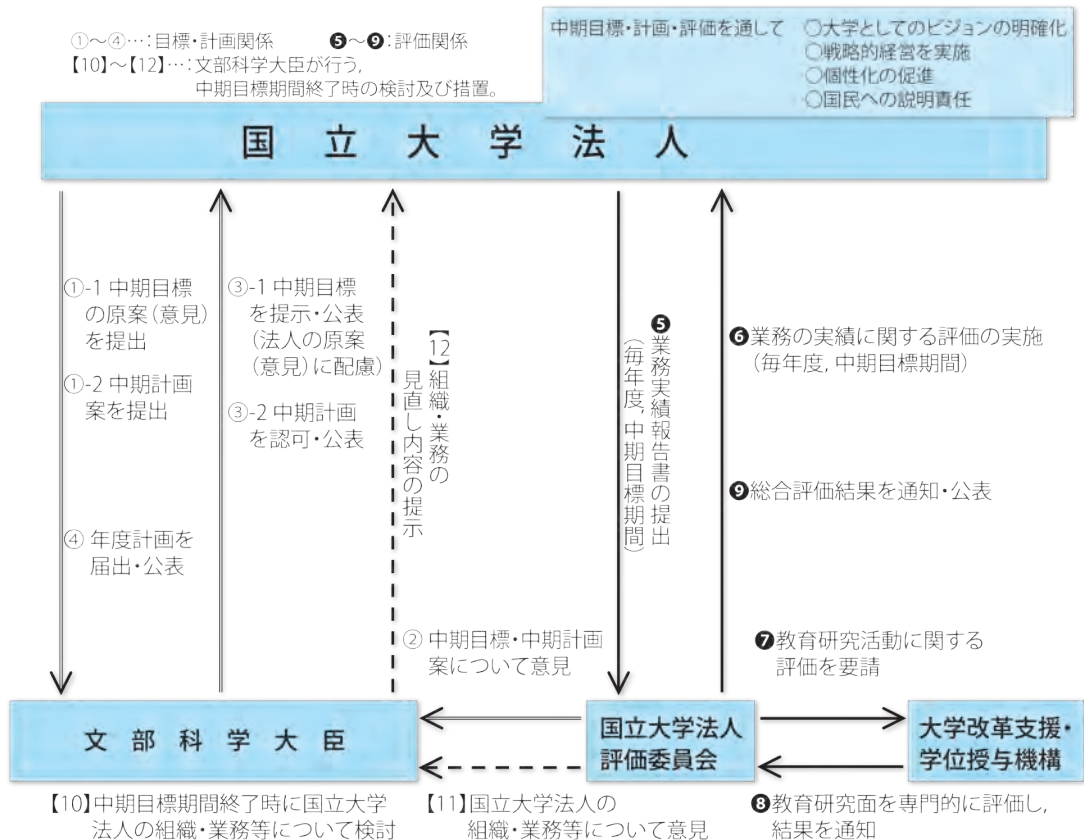 ①～④…:目標・計画関係　❺～❾:評価関係
【10】～【12】…:文部科学大臣が行う,
中期目標期間終了時の検討及び措置。
中期目標・計画・評価を通して
○大学としてのビジョンの明確化
○戦略的経営を実施
○個性化の促進
○国民への説明責任
国立大学法人
①-1 中期目標
の原案(意見)
を提出
①-2 中期計画
案を提出
④ 年度計画を
届出・公表
③-1 中期目標
を提示・公表
(法人の原案
(意見)に配慮)
③-2 中期計画
を認可・公表
【12】組織・業務の
見直し内容の提示
❺業務実績報告書の提出
(毎年度, 中期目標期間)
❻業務の実績に関する評価の実施
(毎年度, 中期目標期間)
❾総合評価結果を通知・公表
② 中期目標・中期計画
案について意見
❼教育研究活動に関する
評価を要請
文部科学大臣
国立大学法人
評価委員会
大学改革支援・
学位授与機構
【10】中期目標期間終了時に国立大学
法人の組織・業務等について検討
【11】国立大学法人の
組織・業務等について意見
❽教育研究面を専門的に評価し,
結果を通知